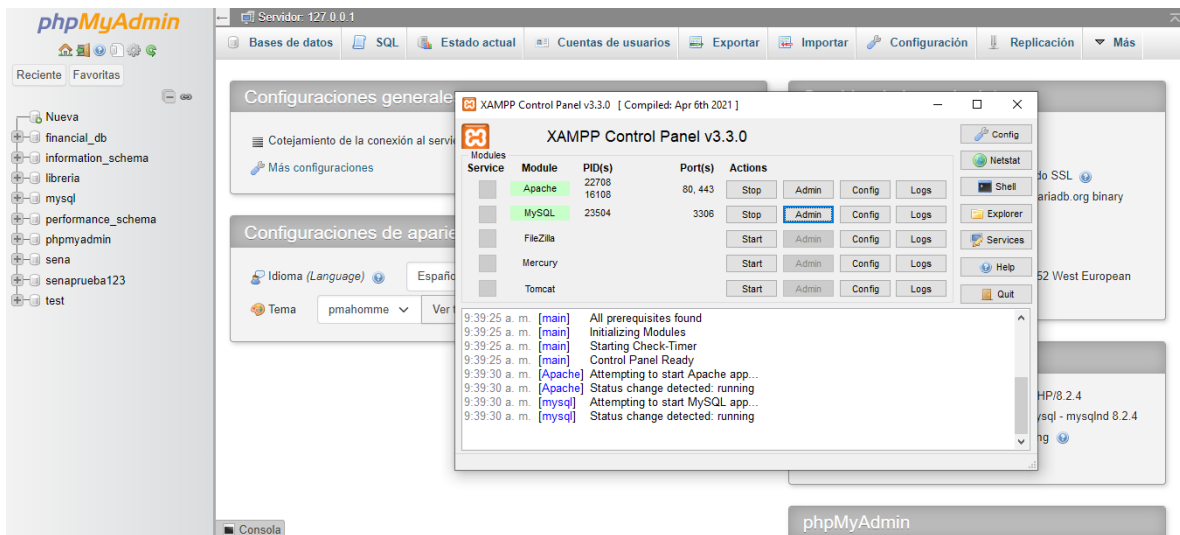 phpMyAdmin
Reciente Favoritas
Nueva
financial_db
information_schema
libreria
mysql
performance_schema
phpmyadmin
sena
senaprueba123
test
Servidor: 127.0.0.1
Bases de datos SQL Estado actual Cuentas de usuarios Exportar Importar Configuración Replicación Más
Configuraciones generale
Cotejamiento de la conexión al servi
Más configuraciones
Configuraciones de aparie
Idioma (Language) Españo
Tema pmahomme Ver t
Consola
XAMPP Control Panel v3.3.0 [ Compiled: Apr 6th 2021 ]
XAMPP Control Panel v3.3.0
Modules
Service Module PID(s) Port(s) Actions
Apache 22708 16108 80, 443 Stop Admin Config Logs
MySQL 23504 3306 Stop Admin Config Logs
FileZilla Start Admin Config Logs
Mercury Start Admin Config Logs
Tomcat Start Admin Config Logs
Config
Netstat
Shell
Explorer
Services
Help
Quit
9:39:25 a. m. [main] All prerequisites found
9:39:25 a. m. [main] Initializing Modules
9:39:25 a. m. [main] Starting Check-Timer
9:39:25 a. m. [main] Control Panel Ready
9:39:30 a. m. [Apache] Attempting to start Apache app...
9:39:30 a. m. [Apache] Status change detected: running
9:39:30 a. m. [mysql] Attempting to start MySQL app...
9:39:30 a. m. [mysql] Status change detected: running
do SSL
ariadb.org binary
52 West European
HP/8.2.4
ysql - mysqlnd 8.2.4
ng
phpMyAdmin